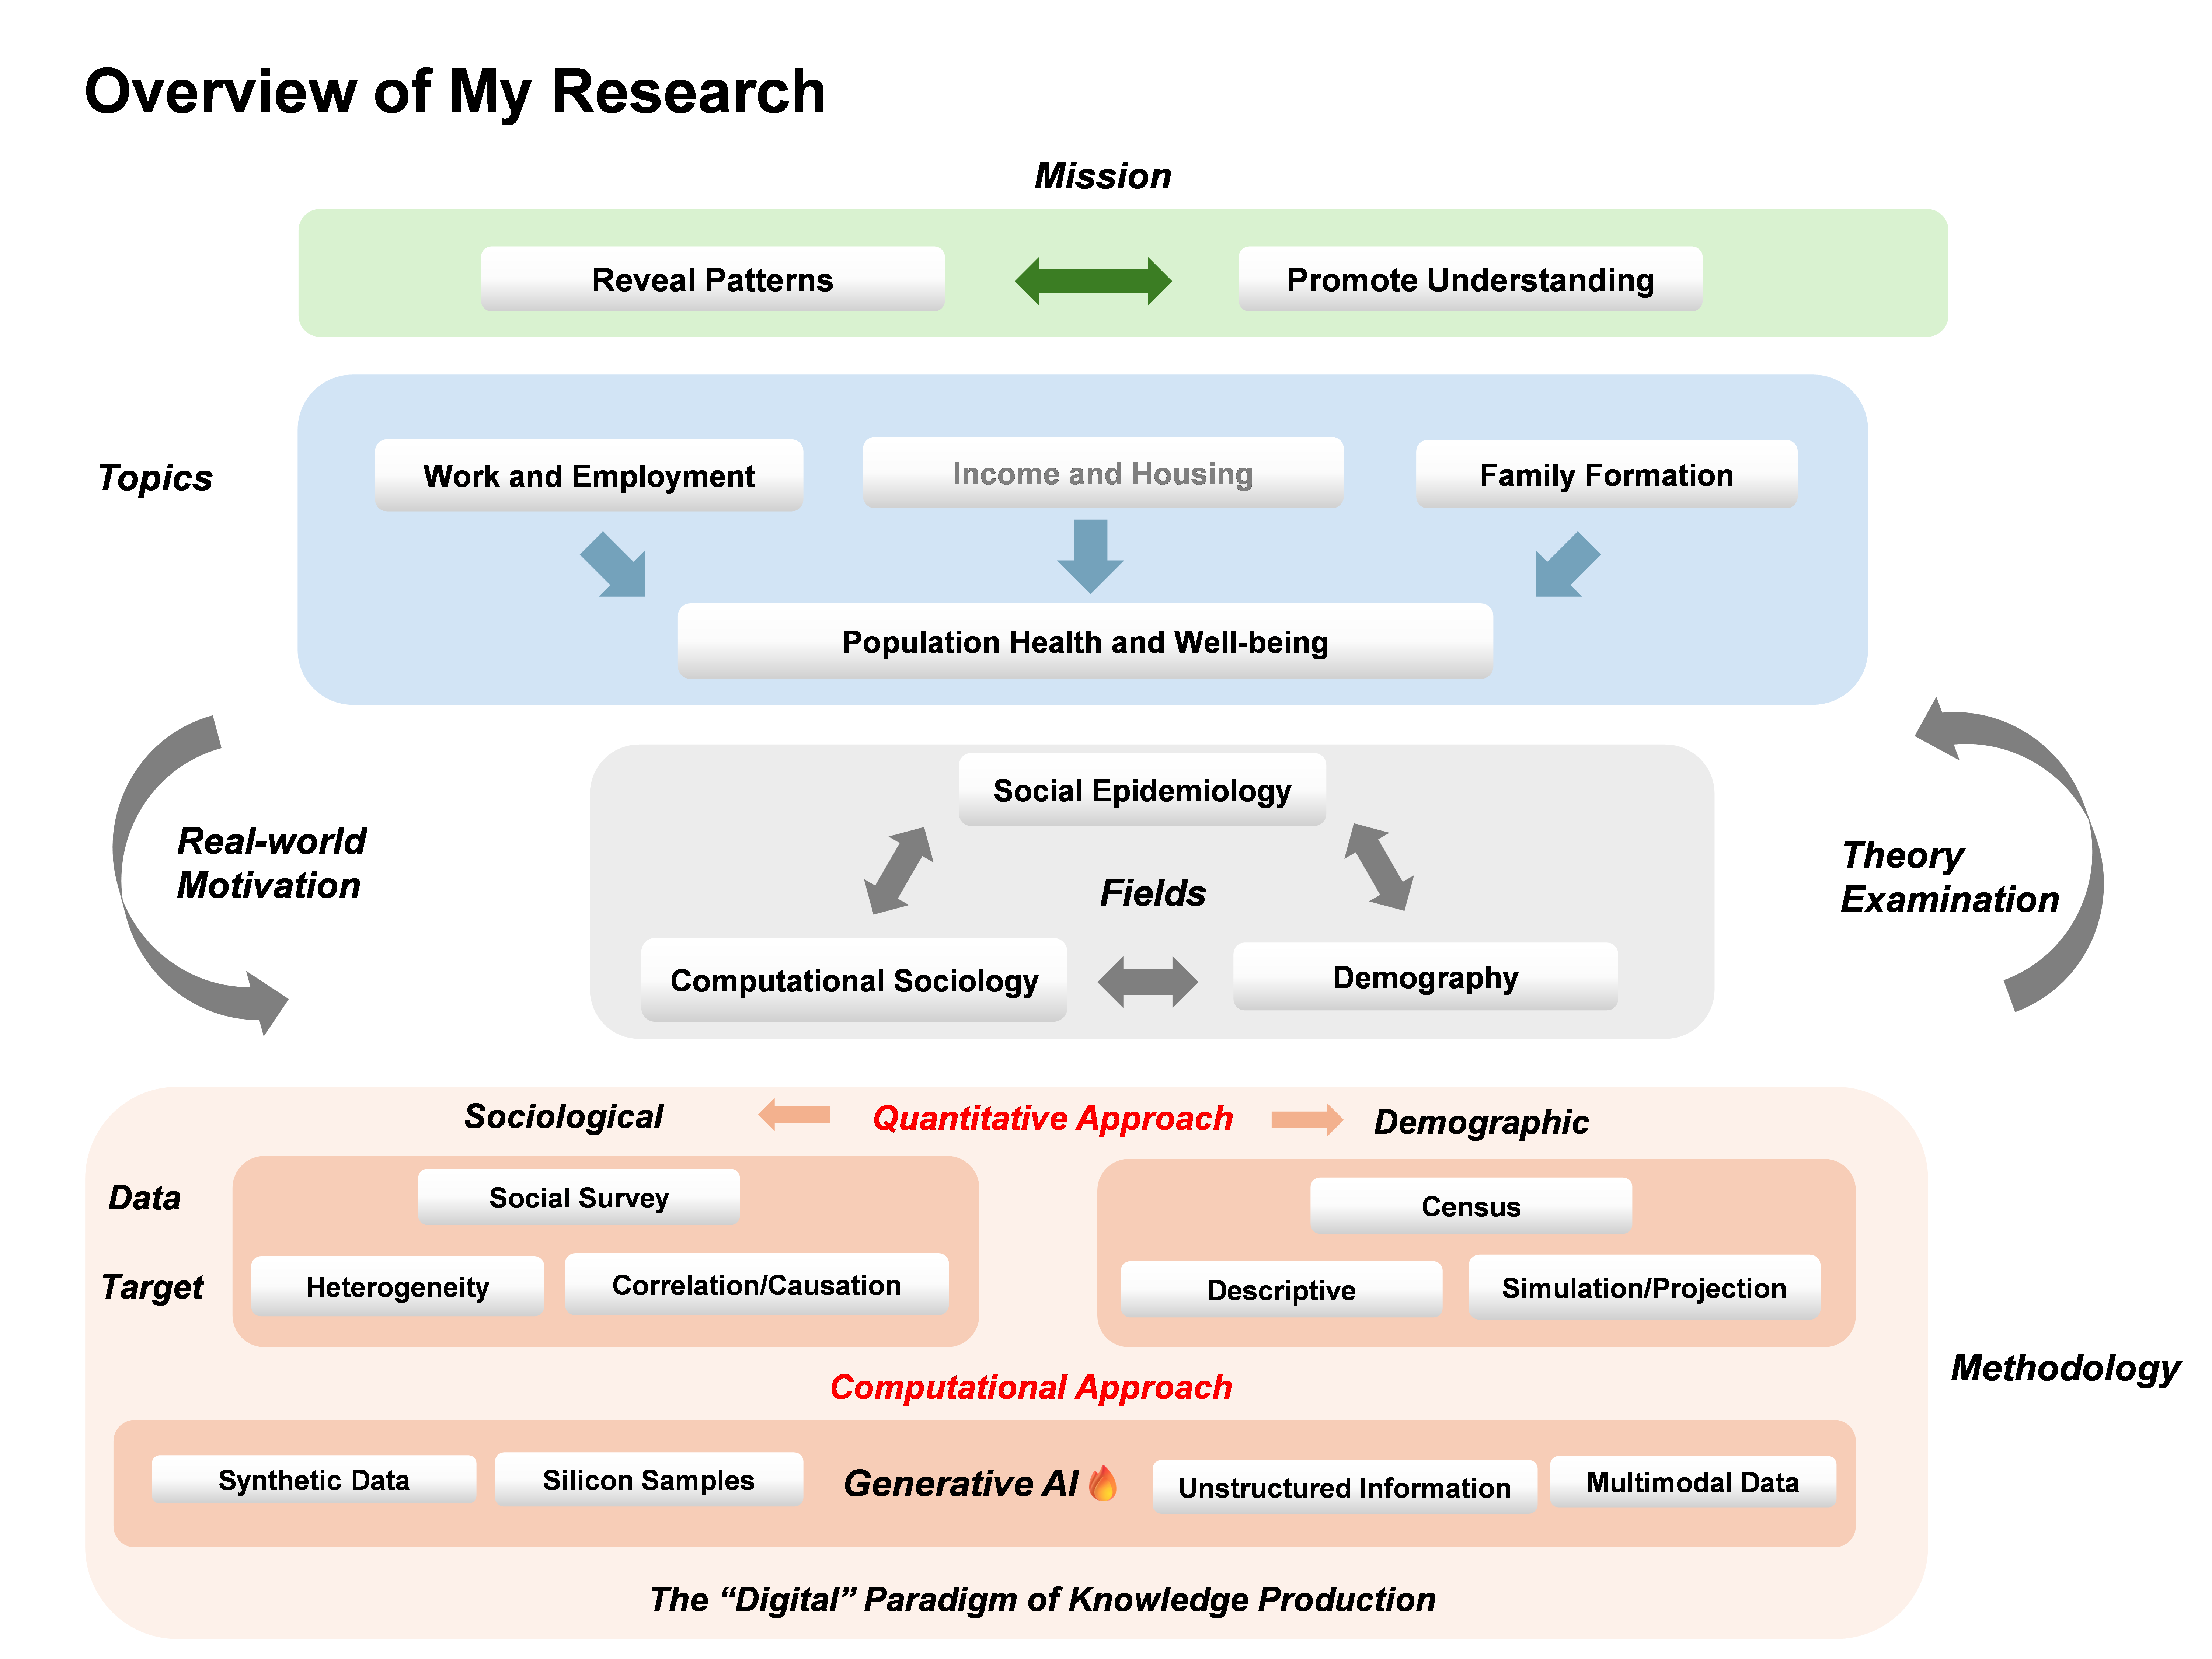 Overview of My Research
Mission
Reveal Patterns
Promote Understanding
Topics
Work and Employment
Income and Housing
Family Formation
Population Health and Well-being
Real-world
Motivation
Social Epidemiology
Fields
Computational Sociology
Demography
Theory
Examination
Sociological
Quantitative Approach
Demographic
Data
Social Survey
Census
Target
Heterogeneity
Correlation/Causation
Descriptive
Simulation/Projection
Methodology
Computational Approach
Synthetic Data
Silicon Samples
Generative AI🔥
Unstructured Information
Multimodal Data
The “Digital” Paradigm of Knowledge Production